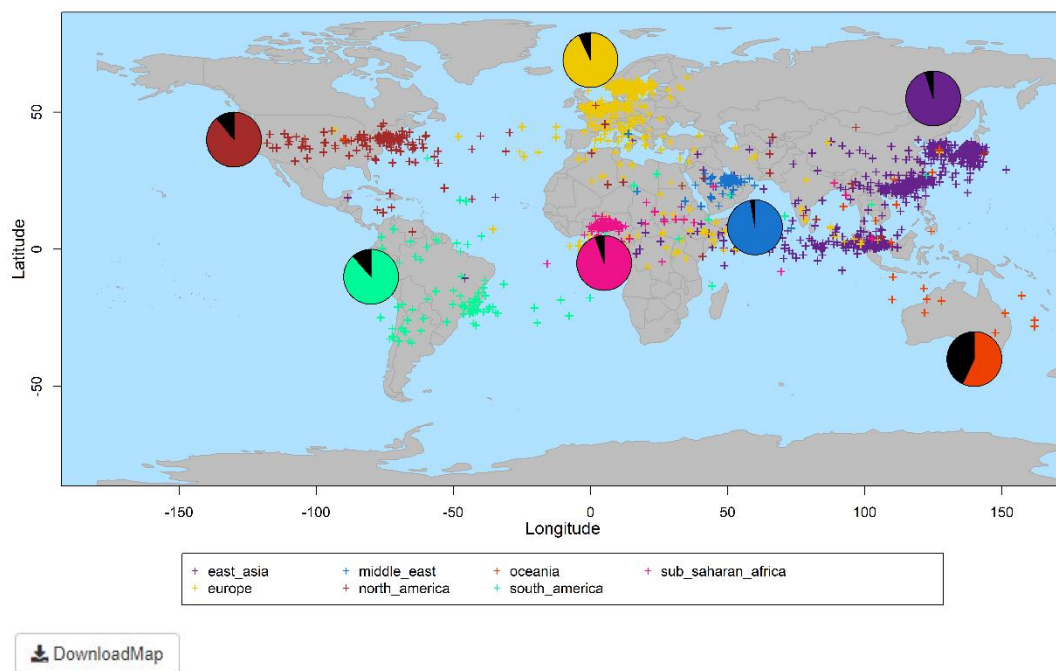 Latitude
50
0
-50
-150
-100
-50
0
50
100
150
Longitude
east_asia
middle_east
oceania
sub_saharan_africa
europe
north_america
south_america
DownloadMap